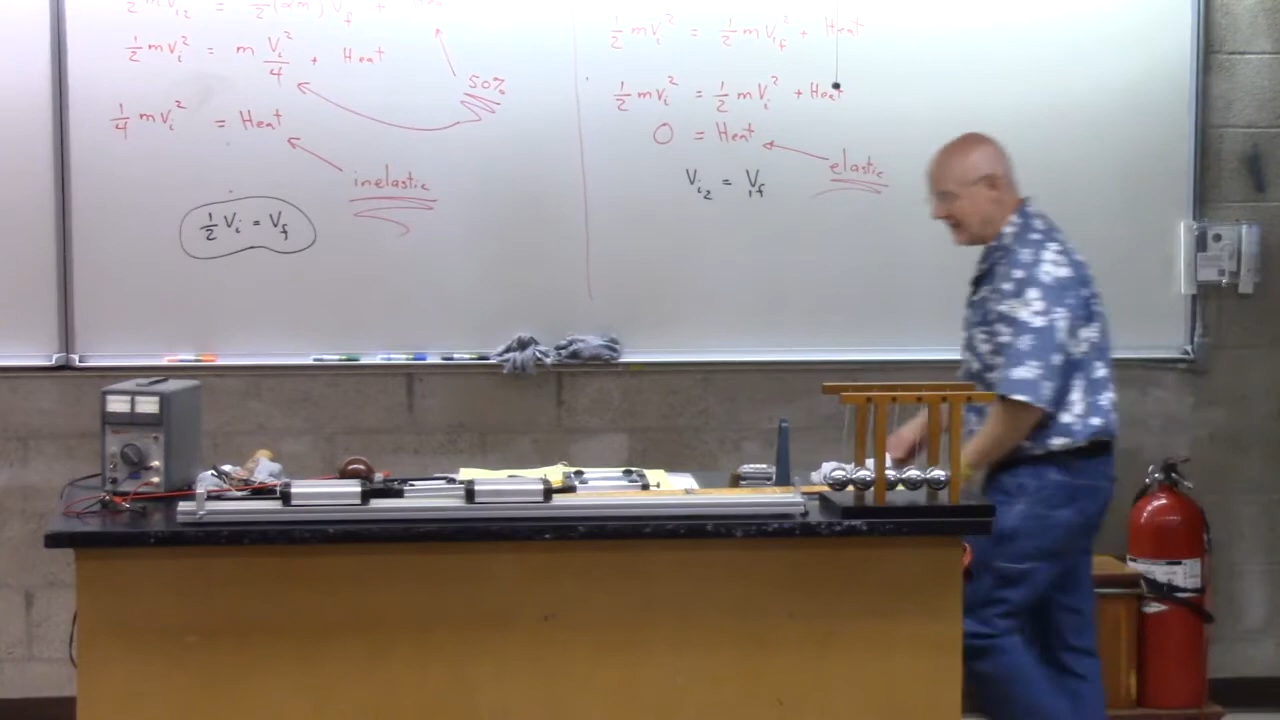 ½ m Vᵢ² = m Vᵢ²/4 + Heat
50%
¼ m Vᵢ² = Heat
inelastic
½ Vᵢ = V_f
½ m Vᵢ² = ½ m V₁f² + Heat
½ m Vᵢ² = ½ m Vᵢ² + Heat
0 = Heat
elastic
Vᵢ₂ = V₁f